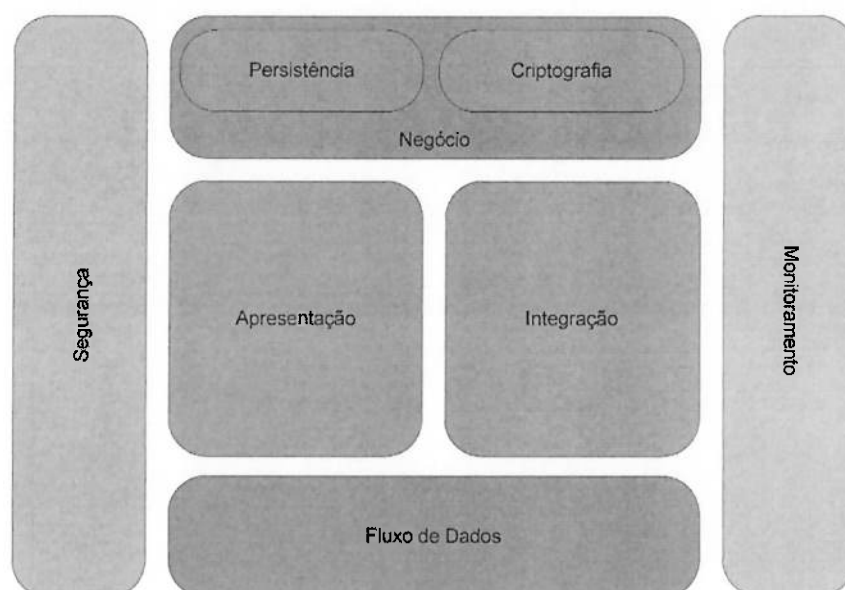 Persistência
Criptografia
Negócio
Segurança
Apresentação
Integração
Monitoramento
Fluxo de Dados